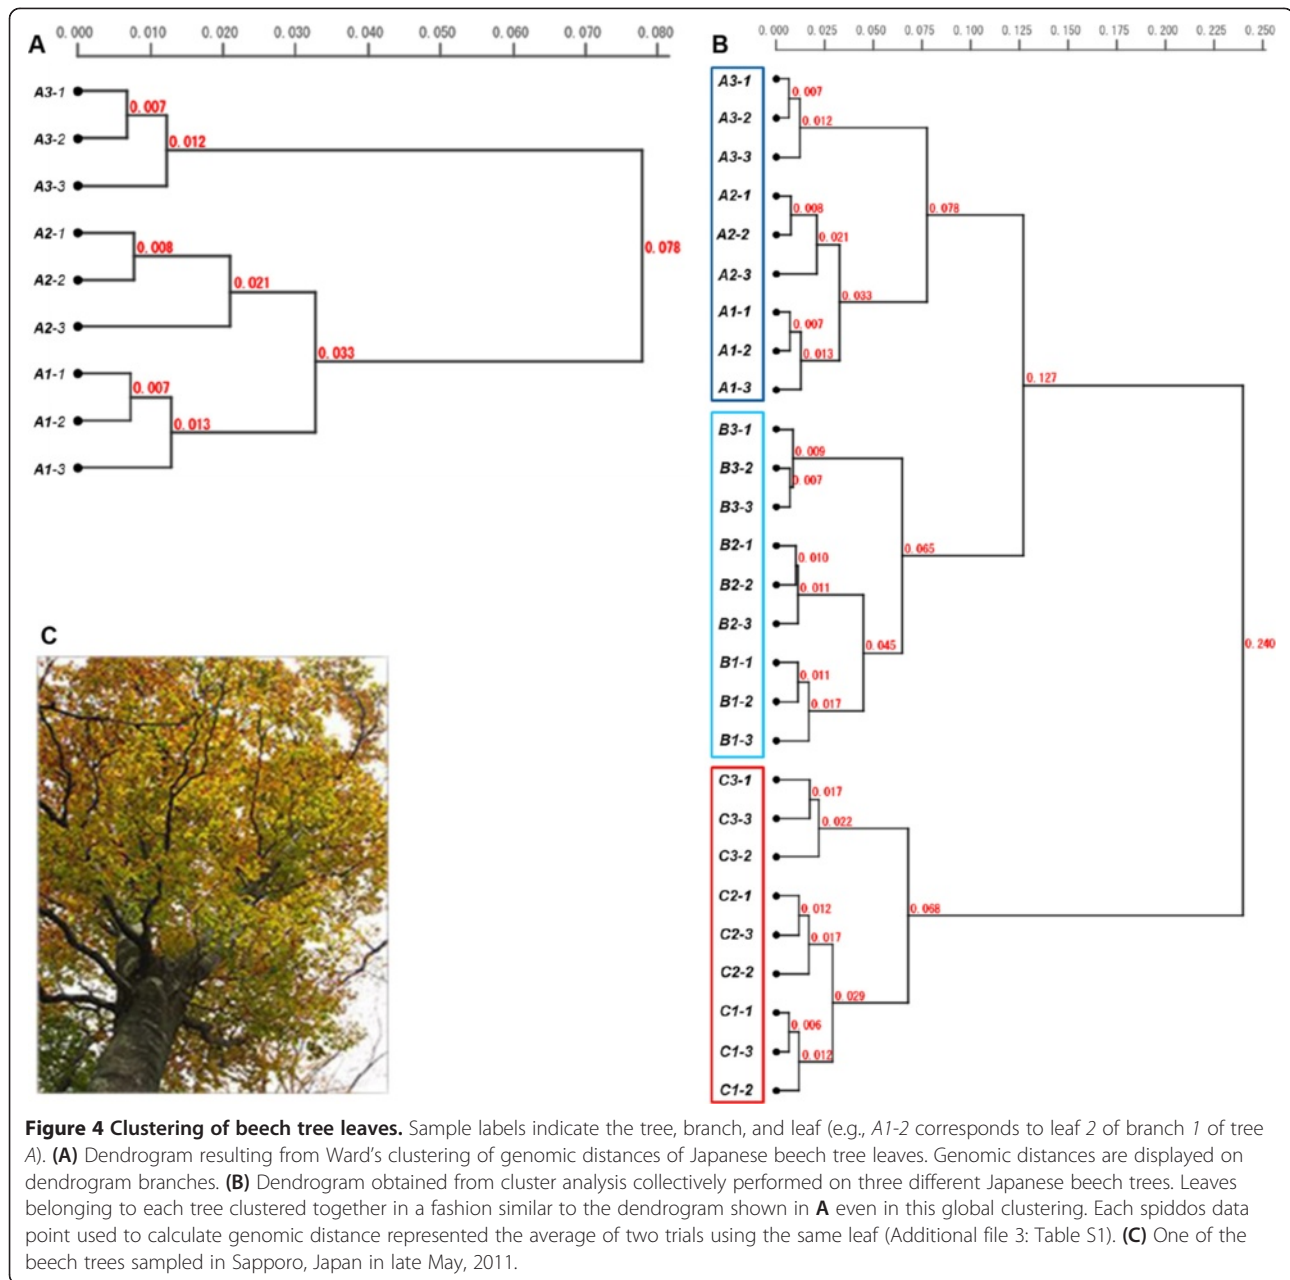 A
0.000 0.010 0.020 0.030 0.040 0.050 0.060 0.070 0.080
A3-1
0.007
A3-2
0.012
A3-3
A2-1
0.008
A2-2
0.021
A2-3
0.078
0.033
A1-1
0.007
A1-2
0.013
A1-3
B
0.000 0.025 0.050 0.075 0.100 0.125 0.150 0.175 0.200 0.225 0.250
A3-1
0.007
A3-2
0.012
A3-3
A2-1
0.008
0.078
A2-2
0.021
A2-3
0.033
A1-1
0.007
A1-2
0.013
A1-3
0.127
B3-1
0.009
B3-2
0.007
B3-3
B2-1
0.010
0.065
B2-2
0.011
B2-3
0.045
0.240
B1-1
0.011
B1-2
0.017
B1-3
C3-1
0.017
C3-3
0.022
C3-2
C2-1
0.012
0.068
C2-3
0.017
C2-2
0.029
C1-1
0.006
C1-3
0.012
C1-2
C
Figure 4 Clustering of beech tree leaves. Sample labels indicate the tree, branch, and leaf (e.g., A1-2 corresponds to leaf 2 of branch 1 of tree
A). (A) Dendrogram resulting from Ward's clustering of genomic distances of Japanese beech tree leaves. Genomic distances are displayed on
dendrogram branches. (B) Dendrogram obtained from cluster analysis collectively performed on three different Japanese beech trees. Leaves
belonging to each tree clustered together in a fashion similar to the dendrogram shown in A even in this global clustering. Each spiddos data
point used to calculate genomic distance represented the average of two trials using the same leaf (Additional file 3: Table S1). (C) One of the
beech trees sampled in Sapporo, Japan in late May, 2011.